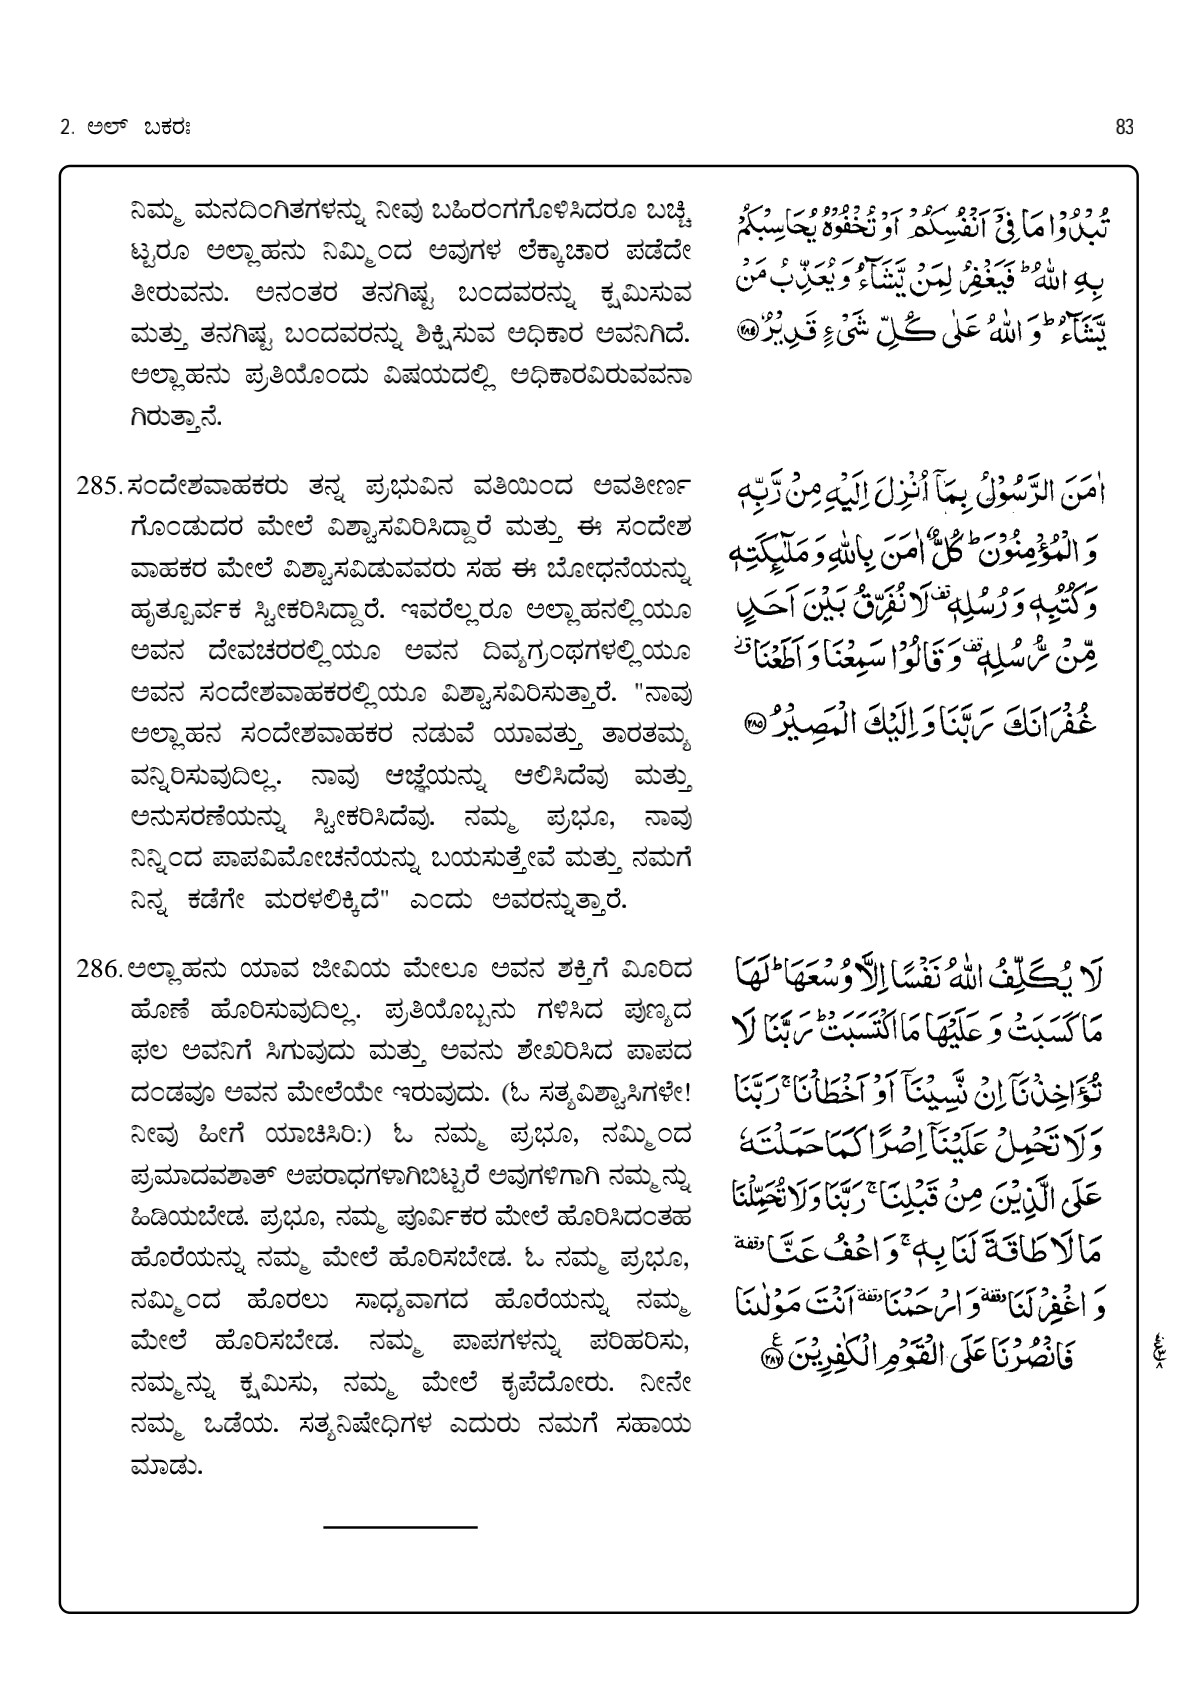 2. ಅಲ್ ಬಕರಃ
83
ನಿಮ್ಮ ಮನದಿಂಗಿತಗಳನ್ನು ನೀವು ಬಹಿರಂಗಗೊಳಿಸಿದರೂ ಬಚ್ಚಿ
ಟ್ಟರೂ ಅಲ್ಲಾಹನು ನಿಮ್ಮಿಂದ ಅವುಗಳ ಲೆಕ್ಕಾಚಾರ ಪಡೆದೇ
ತೀರುವನು. ಅನಂತರ ತನಗಿಷ್ಟ ಬಂದವರನ್ನು ಕ್ಷಮಿಸುವ
ಮತ್ತು ತನಗಿಷ್ಟ ಬಂದವರನ್ನು ಶಿಕ್ಷಿಸುವ ಅಧಿಕಾರ ಅವನಿಗಿದೆ.
ಅಲ್ಲಾಹನು ಪ್ರತಿಯೊಂದು ವಿಷಯದಲ್ಲಿ ಅಧಿಕಾರವಿರುವವನಾ
ಗಿರುತ್ತಾನೆ.
تُبْدُوْا مَا فِیْۤ اَنْفُسِكُمْ اَوْ تُخْفُوْهُ یُحَاسِبْكُمْ
بِهِ اللّٰهُ ؕ فَیَغْفِرُ لِمَنْ یَّشَآءُ وَ یُعَذِّبُ مَنْ
یَّشَآءُ ؕ وَ اللّٰهُ عَلٰی كُلِّ شَیْءٍ قَدِیْرٌ ﴿۲۸۴﴾
285. ಸಂದೇಶವಾಹಕರು ತನ್ನ ಪ್ರಭುವಿನ ವತಿಯಿಂದ ಅವತೀರ್ಣ
ಗೊಂಡುದರ ಮೇಲೆ ವಿಶ್ವಾಸವಿರಿಸಿದ್ದಾರೆ ಮತ್ತು ಈ ಸಂದೇಶ
ವಾಹಕರ ಮೇಲೆ ವಿಶ್ವಾಸವಿಡುವವರು ಸಹ ಈ ಬೋಧನೆಯನ್ನು
ಹೃತ್ಪೂರ್ವಕ ಸ್ವೀಕರಿಸಿದ್ದಾರೆ. ಇವರೆಲ್ಲರೂ ಅಲ್ಲಾಹನಲ್ಲಿಯೂ
ಅವನ ದೇವಚರರಲ್ಲಿಯೂ ಅವನ ದಿವ್ಯಗ್ರಂಥಗಳಲ್ಲಿಯೂ
ಅವನ ಸಂದೇಶವಾಹಕರಲ್ಲಿಯೂ ವಿಶ್ವಾಸವಿರಿಸುತ್ತಾರೆ. "ನಾವು
ಅಲ್ಲಾಹನ ಸಂದೇಶವಾಹಕರ ನಡುವೆ ಯಾವತ್ತು ತಾರತಮ್ಯ
ವನ್ನಿರಿಸುವುದಿಲ್ಲ. ನಾವು ಆಜ್ಞೆಯನ್ನು ಆಲಿಸಿದೆವು ಮತ್ತು
ಅನುಸರಣೆಯನ್ನು ಸ್ವೀಕರಿಸಿದೆವು. ನಮ್ಮ ಪ್ರಭೂ, ನಾವು
ನಿನ್ನಿಂದ ಪಾಪವಿಮೋಚನೆಯನ್ನು ಬಯಸುತ್ತೇವೆ ಮತ್ತು ನಮಗೆ
ನಿನ್ನ ಕಡೆಗೇ ಮರಳಲಿಕ್ಕಿದೆ" ಎಂದು ಅವರನ್ನುತ್ತಾರೆ.
اٰمَنَ الرَّسُوْلُ بِمَاۤ اُنْزِلَ اِلَیْهِ مِنْ رَّبِّهٖ
وَ الْمُؤْمِنُوْنَ ؕ كُلٌّ اٰمَنَ بِاللّٰهِ وَ مَلٰٓىِٕكَتِهٖ
وَ كُتُبِهٖ وَ رُسُلِهٖ ۫ لَا نُفَرِّقُ بَیْنَ اَحَدٍ
مِّنْ رُّسُلِهٖ ۫ وَ قَالُوْا سَمِعْنَا وَ اَطَعْنَا ۗ
غُفْرَانَكَ رَبَّنَا وَ اِلَیْكَ الْمَصِیْرُ ﴿۲۸۵﴾
286. ಅಲ್ಲಾಹನು ಯಾವ ಜೀವಿಯ ಮೇಲೂ ಅವನ ಶಕ್ತಿಗೆ ಮೀರಿದ
ಹೊಣೆ ಹೊರಿಸುವುದಿಲ್ಲ. ಪ್ರತಿಯೊಬ್ಬನು ಗಳಿಸಿದ ಪುಣ್ಯದ
ಫಲ ಅವನಿಗೆ ಸಿಗುವುದು ಮತ್ತು ಅವನು ಶೇಖರಿಸಿದ ಪಾಪದ
ದಂಡವೂ ಅವನ ಮೇಲೆಯೇ ಇರುವುದು. (ಓ ಸತ್ಯವಿಶ್ವಾಸಿಗಳೇ!
ನೀವು ಹೀಗೆ ಯಾಚಿಸಿರಿ:) ಓ ನಮ್ಮ ಪ್ರಭೂ, ನಮ್ಮಿಂದ
ಪ್ರಮಾದವಶಾತ್ ಅಪರಾಧಗಳಾಗಿಬಿಟ್ಟರೆ ಅವುಗಳಿಗಾಗಿ ನಮ್ಮನ್ನು
ಹಿಡಿಯಬೇಡ. ಪ್ರಭೂ, ನಮ್ಮ ಪೂರ್ವಿಕರ ಮೇಲೆ ಹೊರಿಸಿದಂತಹ
ಹೊರೆಯನ್ನು ನಮ್ಮ ಮೇಲೆ ಹೊರಿಸಬೇಡ. ಓ ನಮ್ಮ ಪ್ರಭೂ,
ನಮ್ಮಿಂದ ಹೊರಲು ಸಾಧ್ಯವಾಗದ ಹೊರೆಯನ್ನು ನಮ್ಮ
ಮೇಲೆ ಹೊರಿಸಬೇಡ. ನಮ್ಮ ಪಾಪಗಳನ್ನು ಪರಿಹರಿಸು,
ನಮ್ಮನ್ನು ಕ್ಷಮಿಸು, ನಮ್ಮ ಮೇಲೆ ಕೃಪೆದೋರು. ನೀನೇ
ನಮ್ಮ ಒಡೆಯ. ಸತ್ಯನಿಷೇಧಿಗಳ ಎದುರು ನಮಗೆ ಸಹಾಯ
ಮಾಡು.
لَا یُكَلِّفُ اللّٰهُ نَفْسًا اِلَّا وُسْعَهَا ؕ لَهَا
مَا كَسَبَتْ وَ عَلَیْهَا مَا اكْتَسَبَتْ ؕ رَبَّنَا لَا
تُؤَاخِذْنَاۤ اِنْ نَّسِیْنَاۤ اَوْ اَخْطَاْنَا ۚ رَبَّنَا
وَ لَا تَحْمِلْ عَلَیْنَاۤ اِصْرًا كَمَا حَمَلْتَهٗ
عَلَی الَّذِیْنَ مِنْ قَبْلِنَا ۚ رَبَّنَا وَ لَا تُحَمِّلْنَا
مَا لَا طَاقَةَ لَنَا بِهٖ ۚ وَ اعْفُ عَنَّا وقفة
وَ اغْفِرْ لَنَا وقفة وَ ارْحَمْنَا وقفة اَنْتَ مَوْلٰىنَا
فَانْصُرْنَا عَلَی الْقَوْمِ الْكٰفِرِیْنَ ﴿۲۸۶﴾ ع